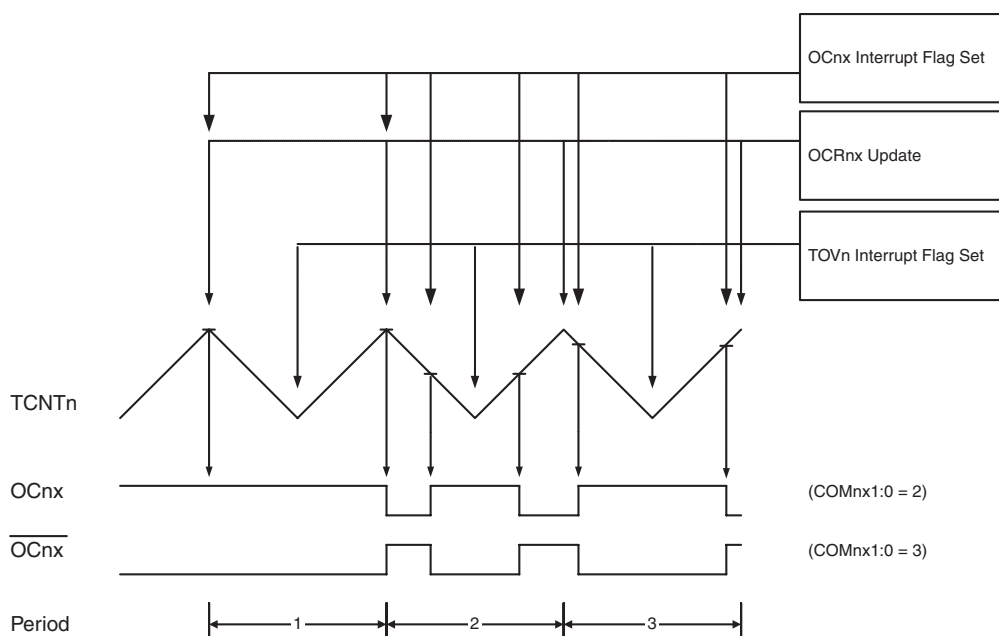 OCnx Interrupt Flag Set
OCRnx Update
TOVn Interrupt Flag Set
TCNTn
OCnx
(COMnx1:0 = 2)
OCnx
(COMnx1:0 = 3)
Period
1
2
3